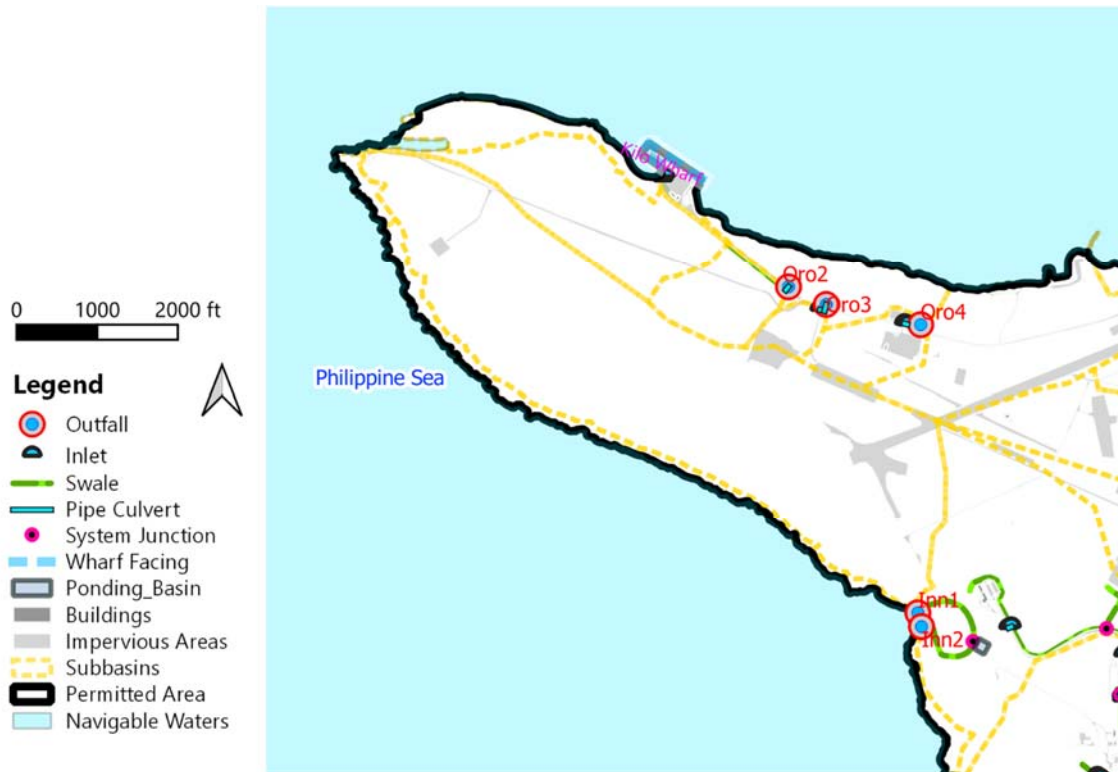 Kilo Wharf
Oro2
Oro3
Oro4
0 1000 2000 ft
Philippine Sea
Legend
Outfall
Inlet
Swale
Pipe Culvert
System Junction
Wharf Facing
Ponding_Basin
Buildings
Impervious Areas
Subbasins
Permitted Area
Navigable Waters
Inn1
Inn2